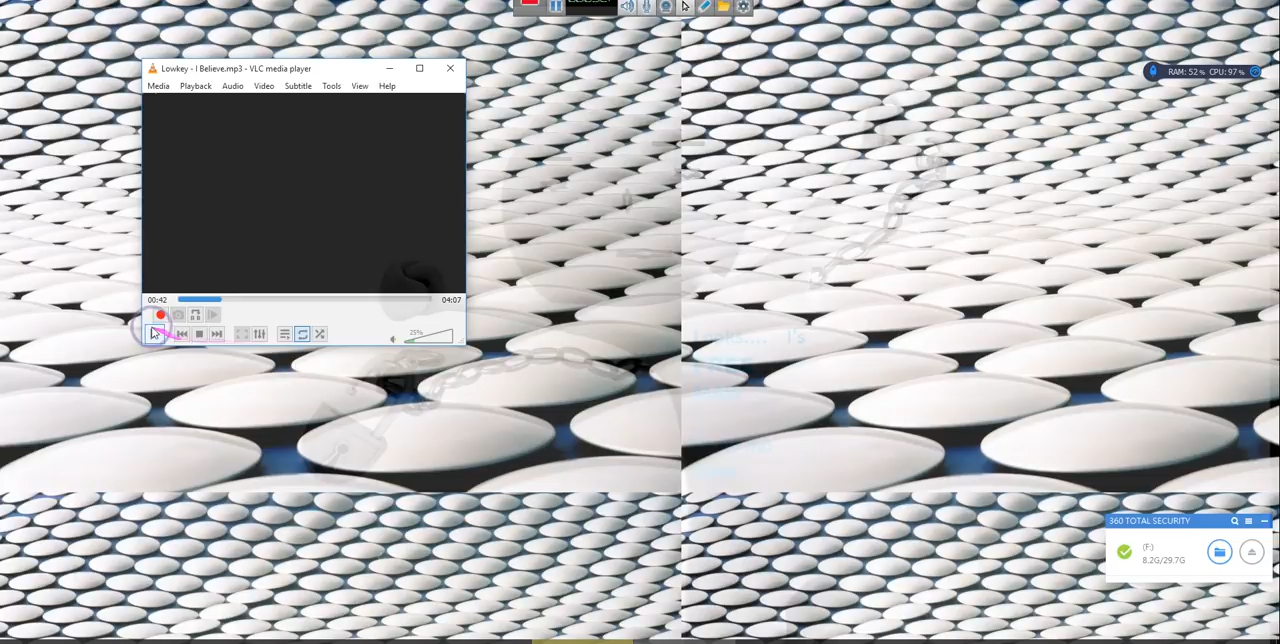 Lowkey - I Believe.mp3 - VLC media player
Media Playback Audio Video Subtitle Tools View Help
RAM: 52% CPU: 97%
00:42 04:07
25%
I's
360 TOTAL SECURITY
(F:)
8.2G/29.7G